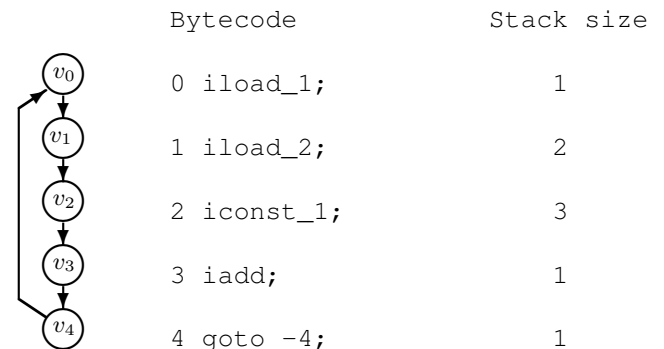 Bytecode Stack size
v0 0 iload_1; 1
v1 1 iload_2; 2
v2 2 iconst_1; 3
v3 3 iadd; 1
v4 4 goto -4; 1